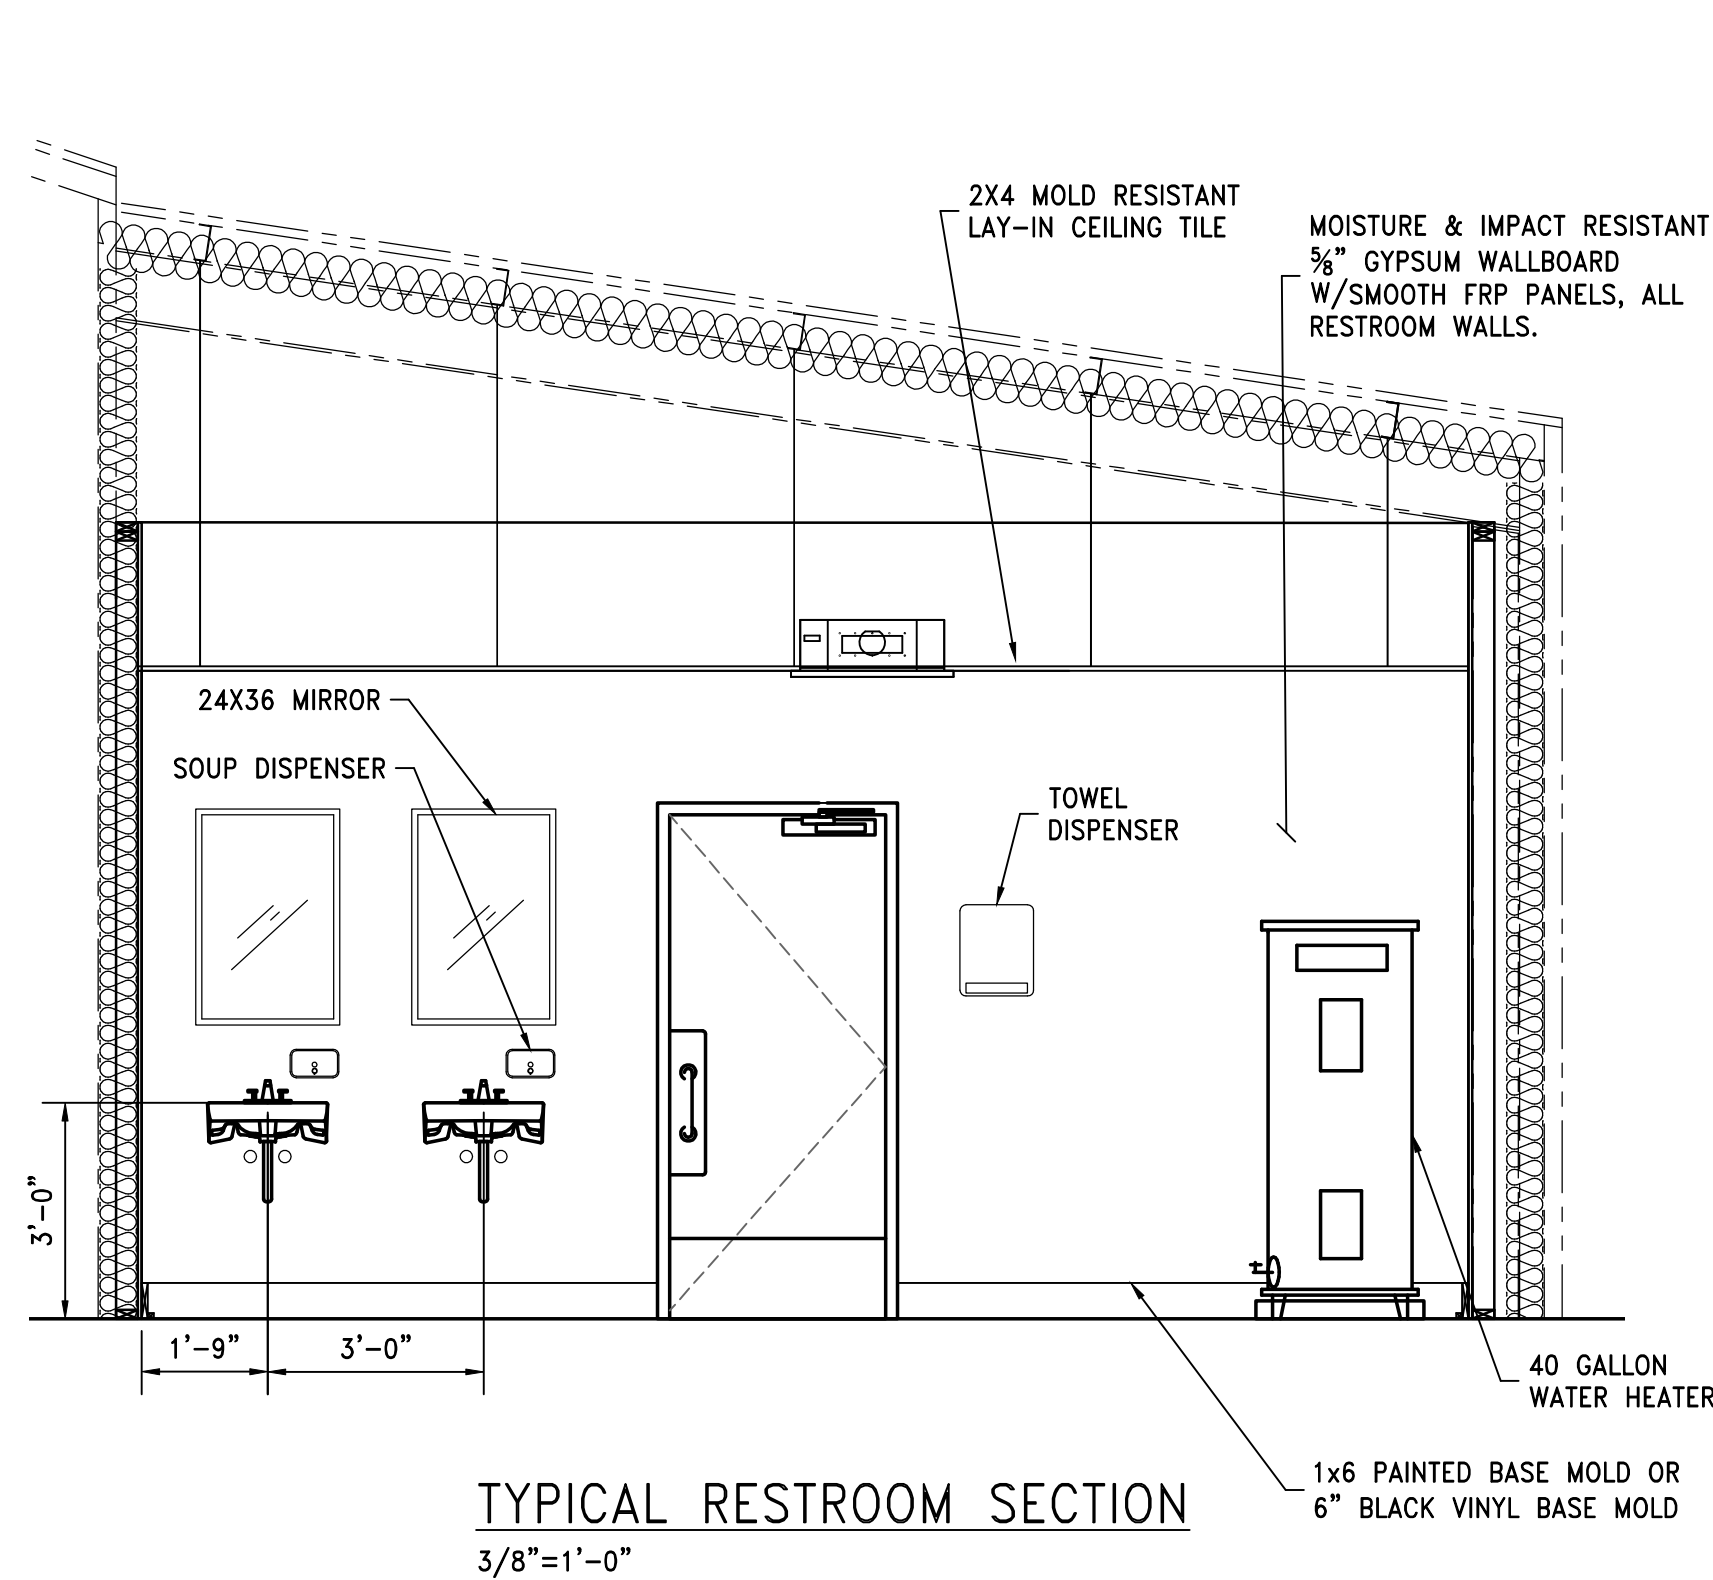 2X4 MOLD RESISTANT
LAY-IN CEILING TILE
MOISTURE & IMPACT RESISTANT
⅝" GYPSUM WALLBOARD
W/SMOOTH FRP PANELS, ALL
RESTROOM WALLS.
24X36 MIRROR
SOUP DISPENSER
TOWEL
DISPENSER
3'-0"
1'-9"
3'-0"
40 GALLON
WATER HEATER
1x6 PAINTED BASE MOLD OR
6" BLACK VINYL BASE MOLD
TYPICAL RESTROOM SECTION
3/8"=1'-0"